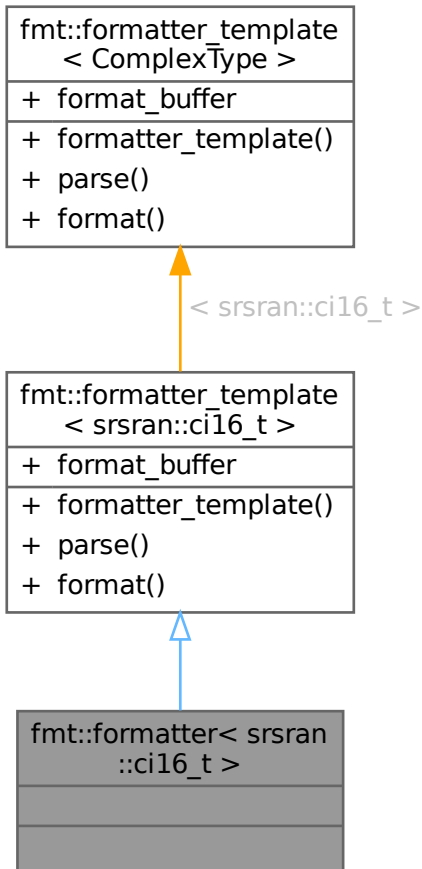 fmt::formatter_template
< ComplexType >
+ format_buffer
+ formatter_template()
+ parse()
+ format()
< srsran::ci16_t >
fmt::formatter_template
< srsran::ci16_t >
+ format_buffer
+ formatter_template()
+ parse()
+ format()
fmt::formatter< srsran
::ci16_t >